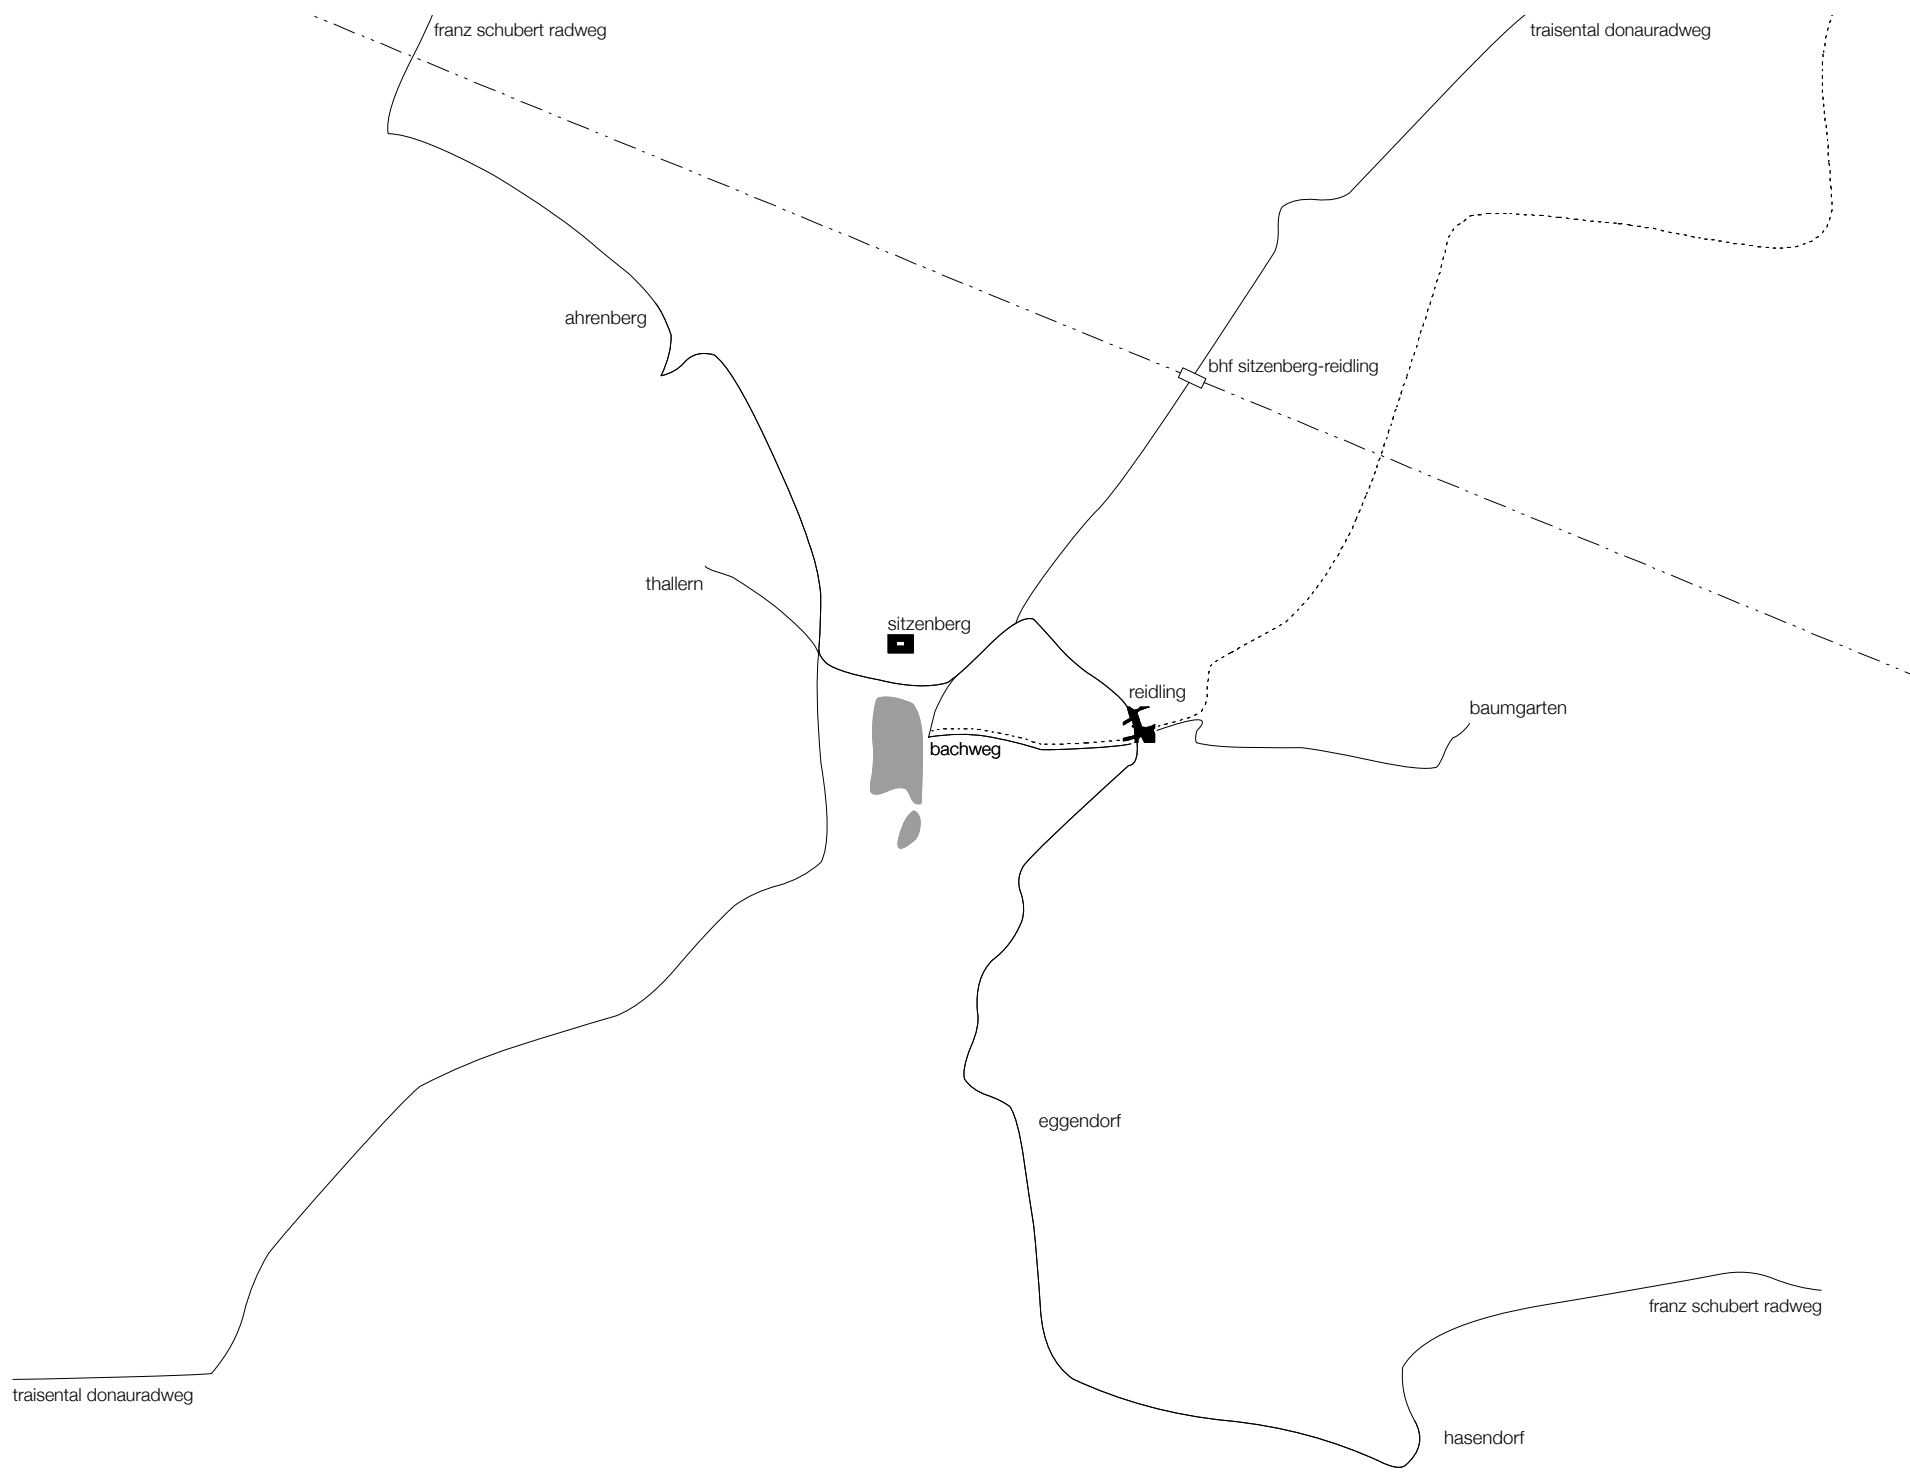 franz schubert radweg
traisental donauradweg
ahrenberg
bhf sitzenberg-reidling
thallern
sitzenberg
reidling
baumgarten
bachweg
eggendorf
franz schubert radweg
traisental donauradweg
hasendorf